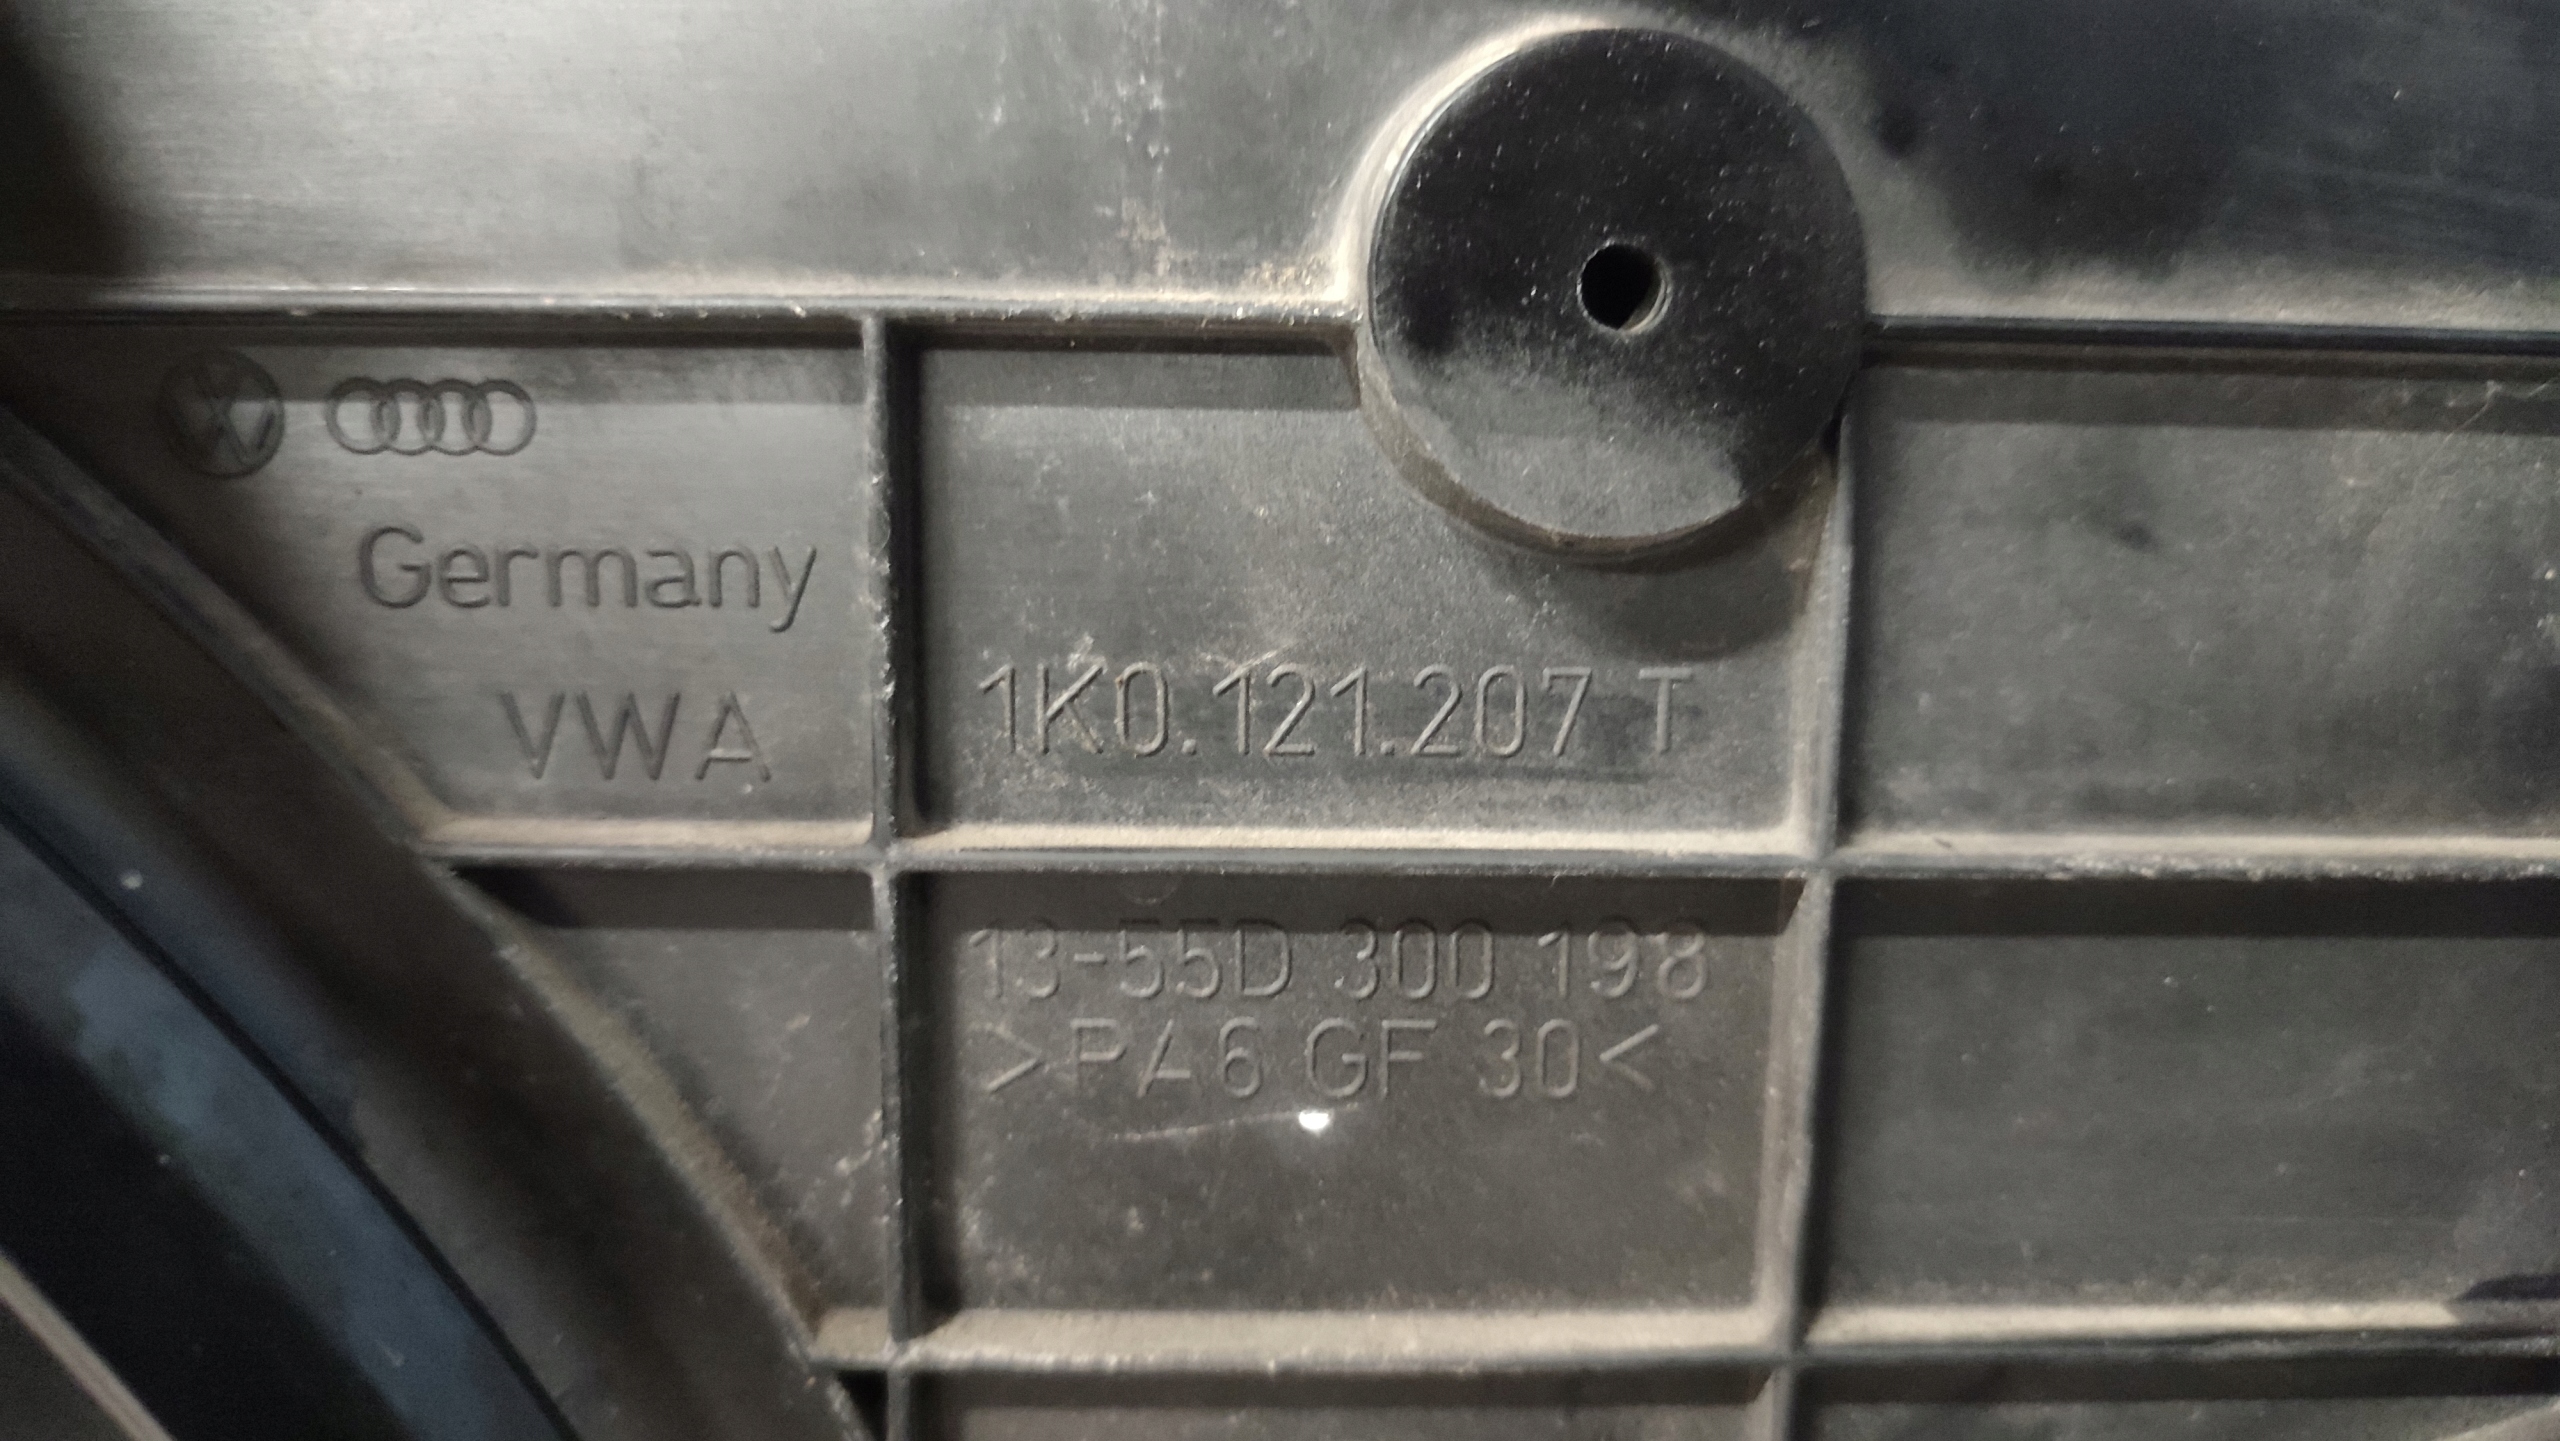 Germany
VWA
1K0.121.207 T
13-55D 300 198
>PA6 GF 30<